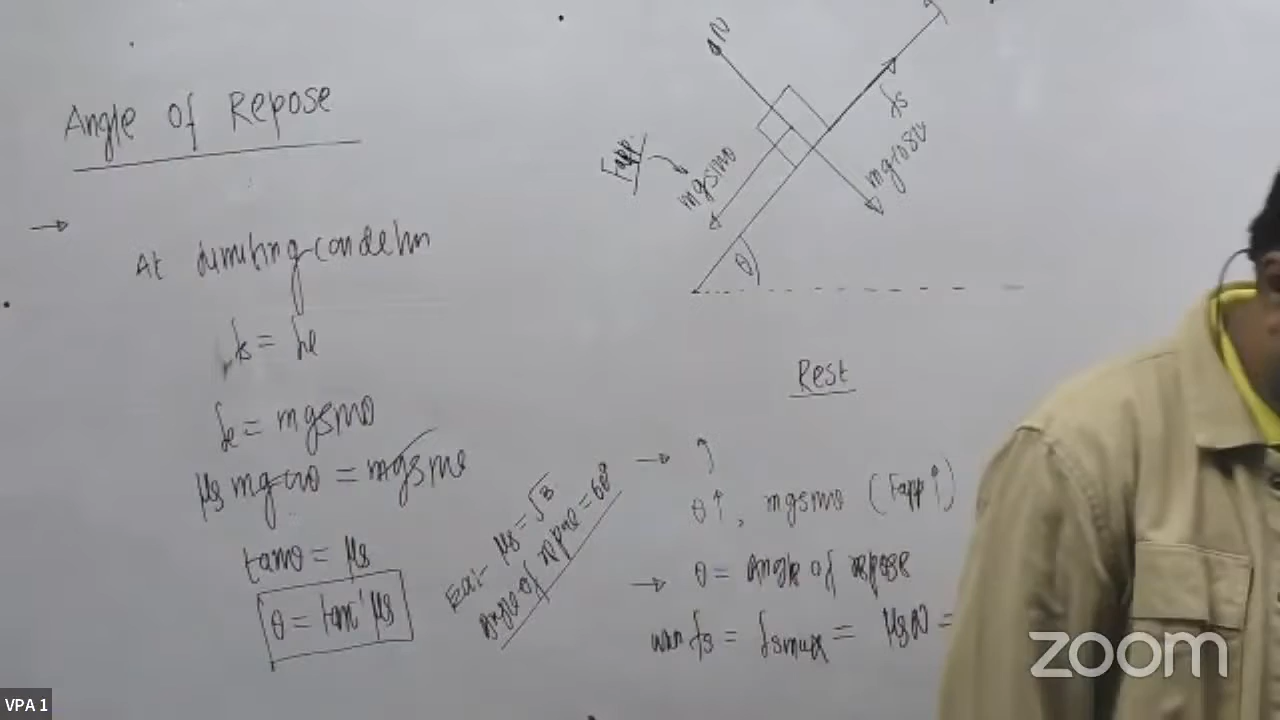 Angle of Repose
At limiting condition
fs = fl
fl = mgsinθ
μs mgcosθ = mgsinθ
tanθ = μs
θ = tan⁻¹μs
Ex:- μs = √3
Angle of repose = 60°
N
fs
mgcosθ
Fapp.
mgsinθ
θ
Rest
θ↑, mgsinθ (Fapp↑)
θ = Angle of repose
when fs = fsmax = μsN =
zoom
VPA 1